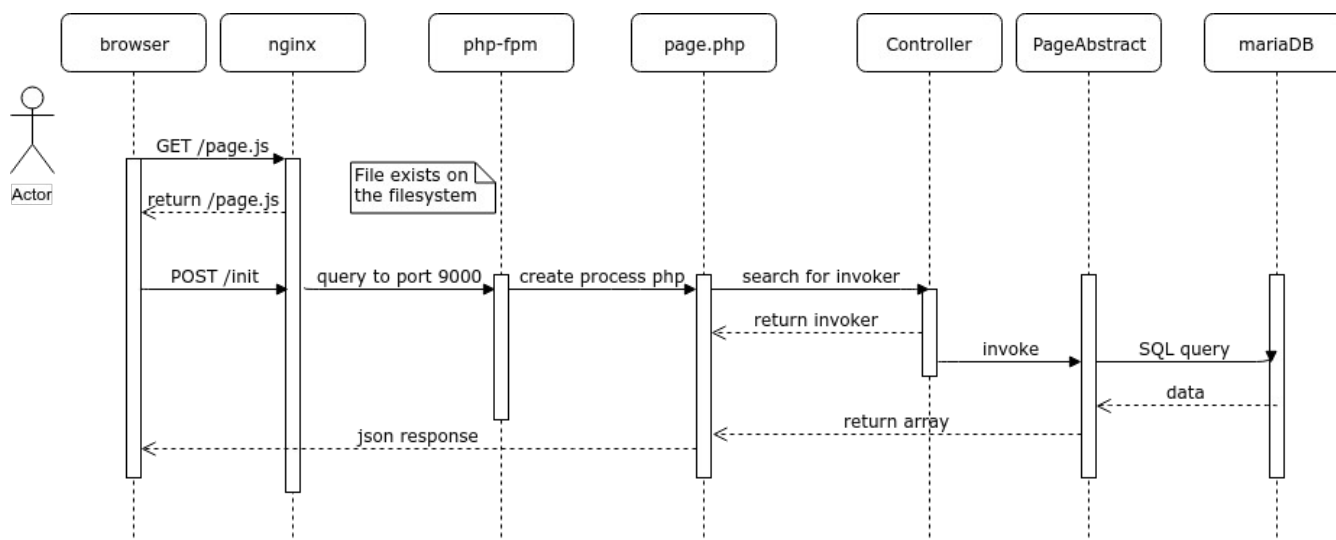 browser
nginx
php-fpm
page.php
Controller
PageAbstract
mariaDB
Actor
GET /page.js
File exists on
the filesystem
return /page.js
POST /init
query to port 9000
create process php
search for invoker
return invoker
invoke
SQL query
data
return array
json response